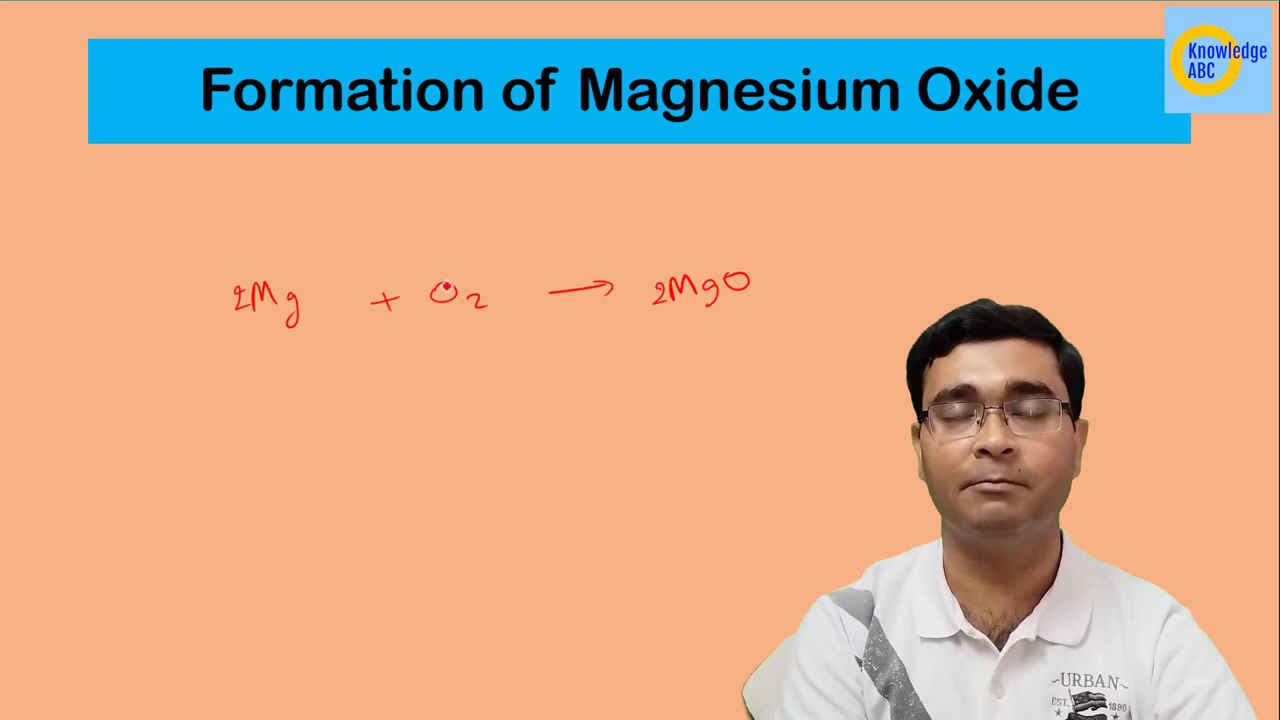 Formation of Magnesium Oxide
Knowledge
ABC
2Mg + O2 → 2MgO
~URBAN~
EST. 1890